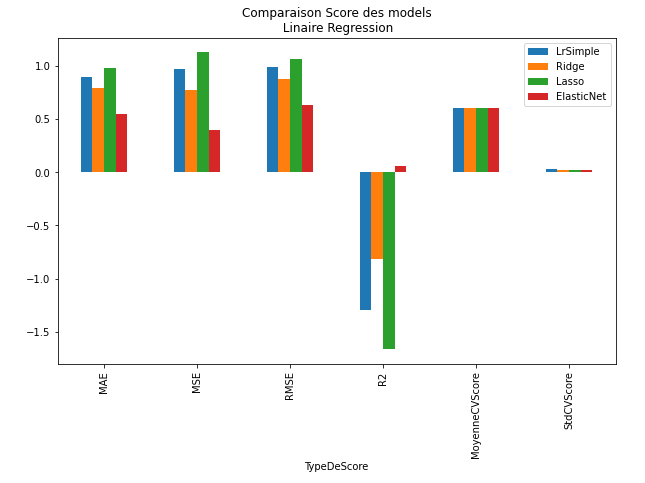 Comparaison Score des models
Linaire Regression
LrSimple
Ridge
Lasso
ElasticNet
1.0
0.5
0.0
−0.5
−1.0
−1.5
MAE
MSE
RMSE
R2
MoyenneCVScore
StdCVScore
TypeDeScore